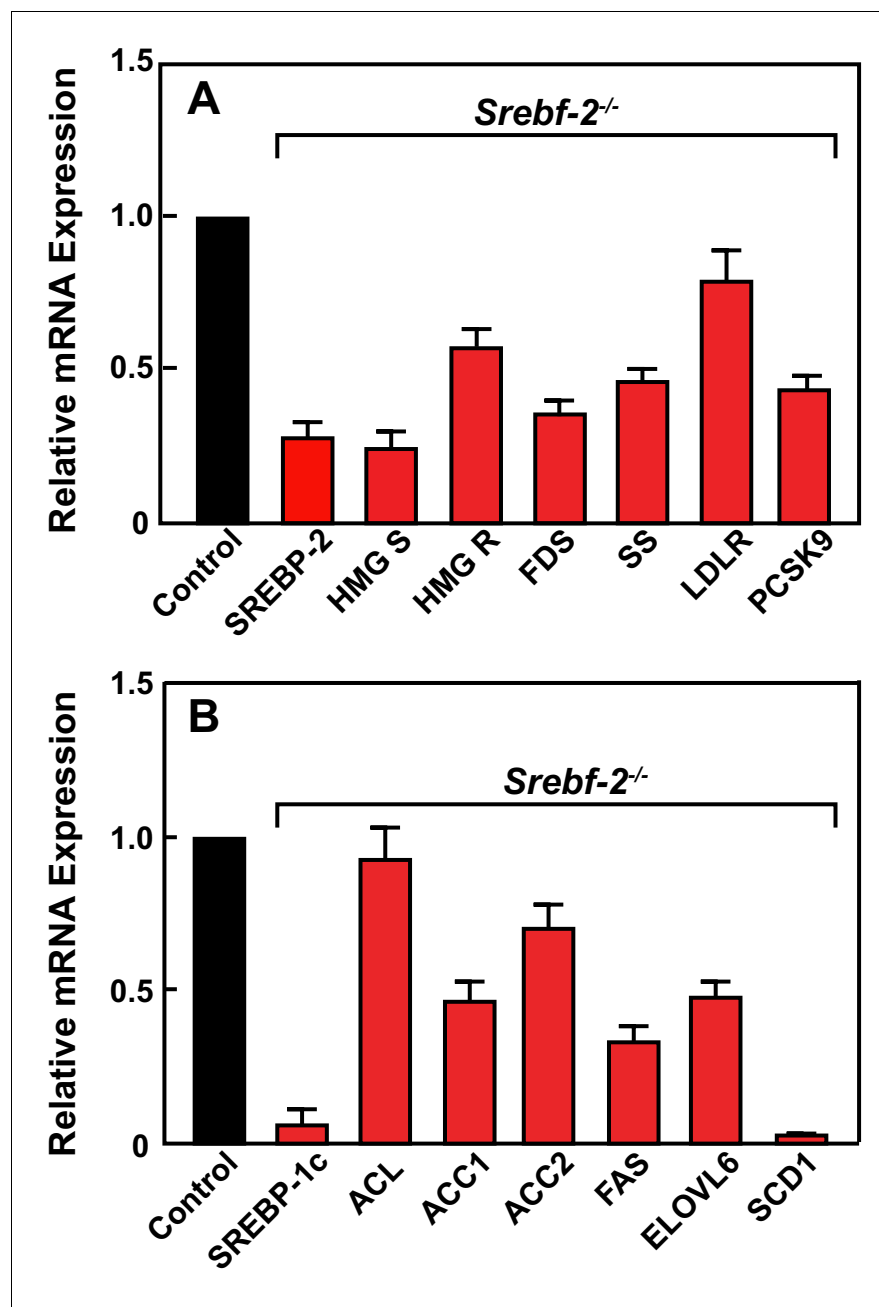 A
Srebf-2-/-
Relative mRNA Expression
1.5
1.0
0.5
0
Control
SREBP-2
HMG S
HMG R
FDS
SS
LDLR
PCSK9
B
Srebf-2-/-
Relative mRNA Expression
1.5
1.0
0.5
0
Control
SREBP-1c
ACL
ACC1
ACC2
FAS
ELOVL6
SCD1